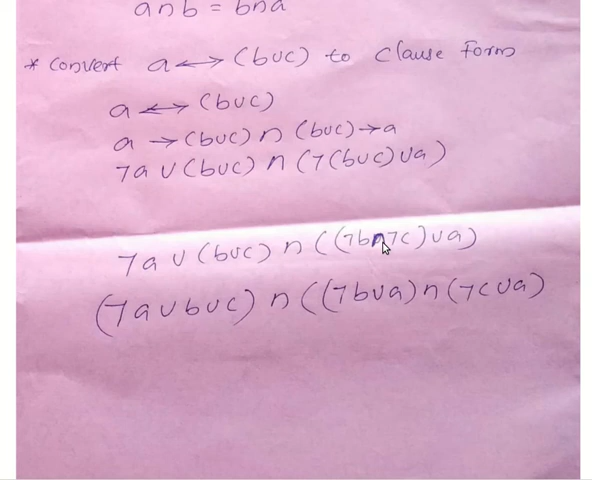 a n b = b n a
* Convert a ↔ (b u c) to Clause Form
a ↔ (b u c)
a → (b u c) n (b u c) → a
¬a u (b u c) n (¬(b u c) u a)
¬a u (b u c) n ((¬b n ¬c) u a)
(¬a u b u c) n ((¬b u a) n (¬c u a)